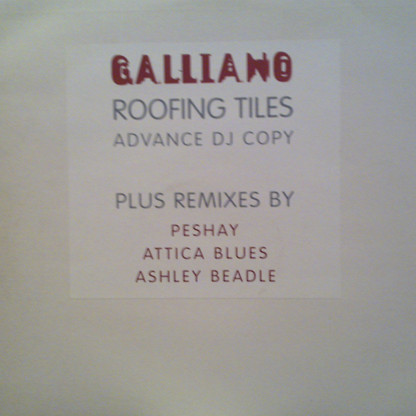 GALLIANO
ROOFING TILES
ADVANCE DJ COPY
PLUS REMIXES BY
PESHAY
ATTICA BLUES
ASHLEY BEADLE